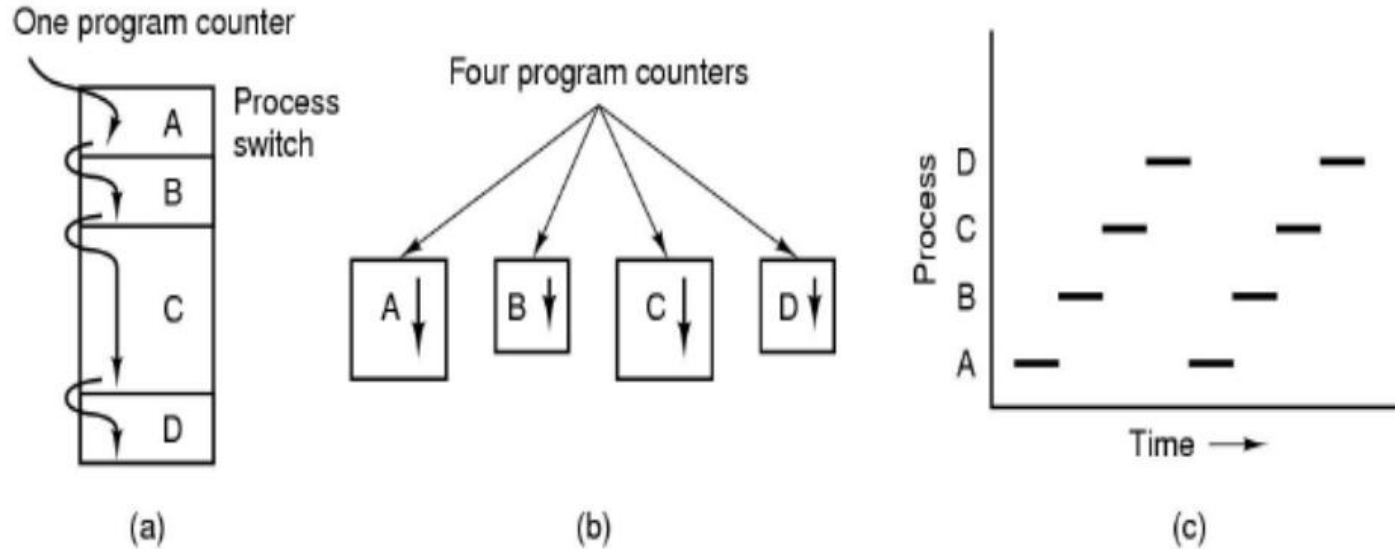 One program counter
Process
switch
A
B
C
D
(a)
Four program counters
A
B
C
D
(b)
Process
D
C
B
A
Time
(c)